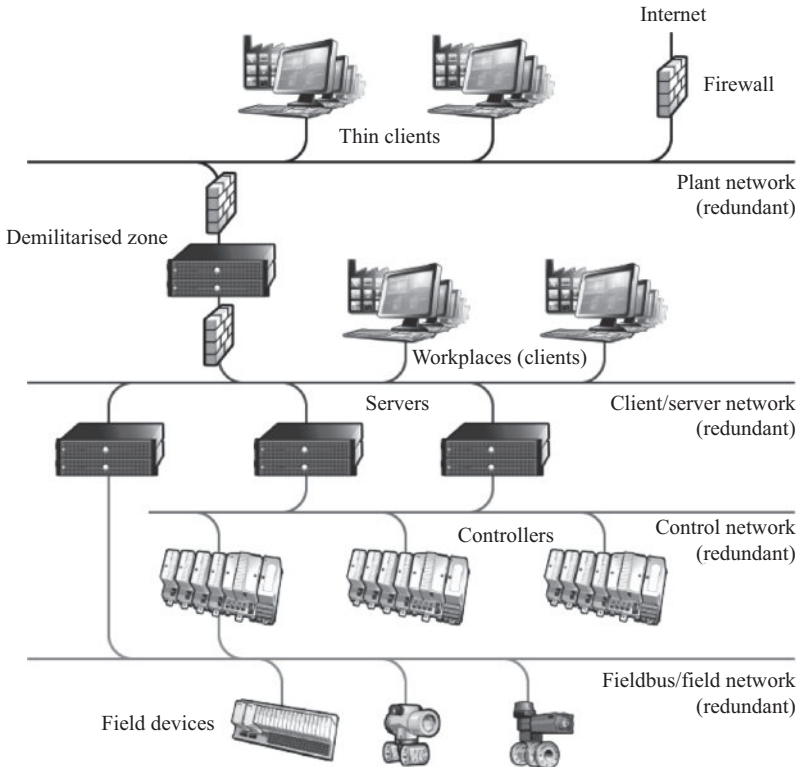 Internet
Firewall
Thin clients
Plant network
(redundant)
Demilitarised zone
Workplaces (clients)
Servers
Client/server network
(redundant)
Controllers
Control network
(redundant)
Fieldbus/field network
(redundant)
Field devices